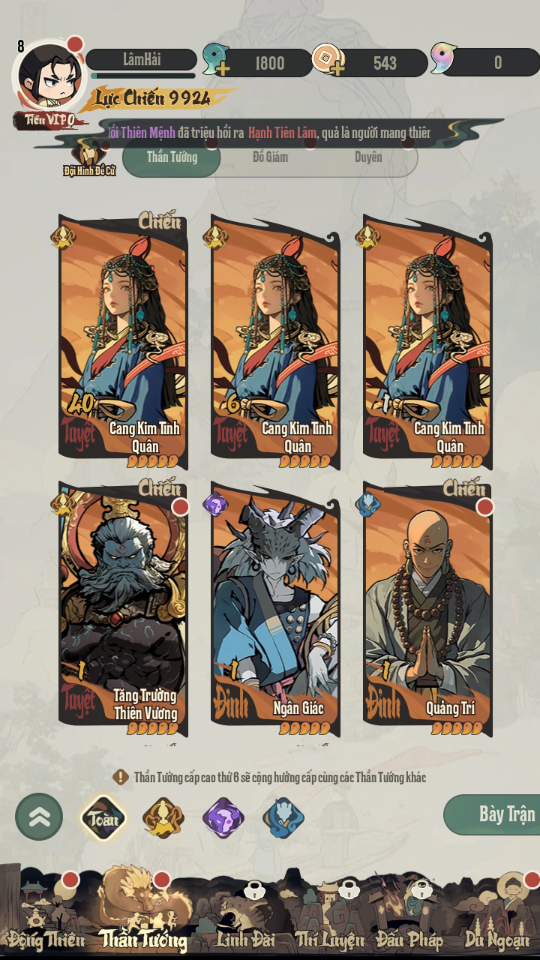 8
LâmHải
1800
543
0
Lực Chiến 9924
Tiên VIP 0
Thiên Mệnh đã triệu hồi ra Hạnh Tiên Lâm, quả là người mang thiên
Đội Hình Đề Cử
Thần Tướng
Đồ Giám
Duyên
Chiến
40
Tuyệt
Cang Kim Tinh Quân
6
Tuyệt
Cang Kim Tinh Quân
1
Tuyệt
Cang Kim Tinh Quân
Chiến
1
Tuyệt
Tăng Trưởng Thiên Vương
1
Đỉnh
Ngân Giác
Chiến
1
Đỉnh
Quảng Trí
Thần Tướng cấp cao thứ 6 sẽ cộng hưởng cấp cùng các Thần Tướng khác
Toàn
Bày Trận
Động Thiên
Thần Tướng
Linh Đài
Thí Luyện
Đấu Pháp
Du Ngoạn